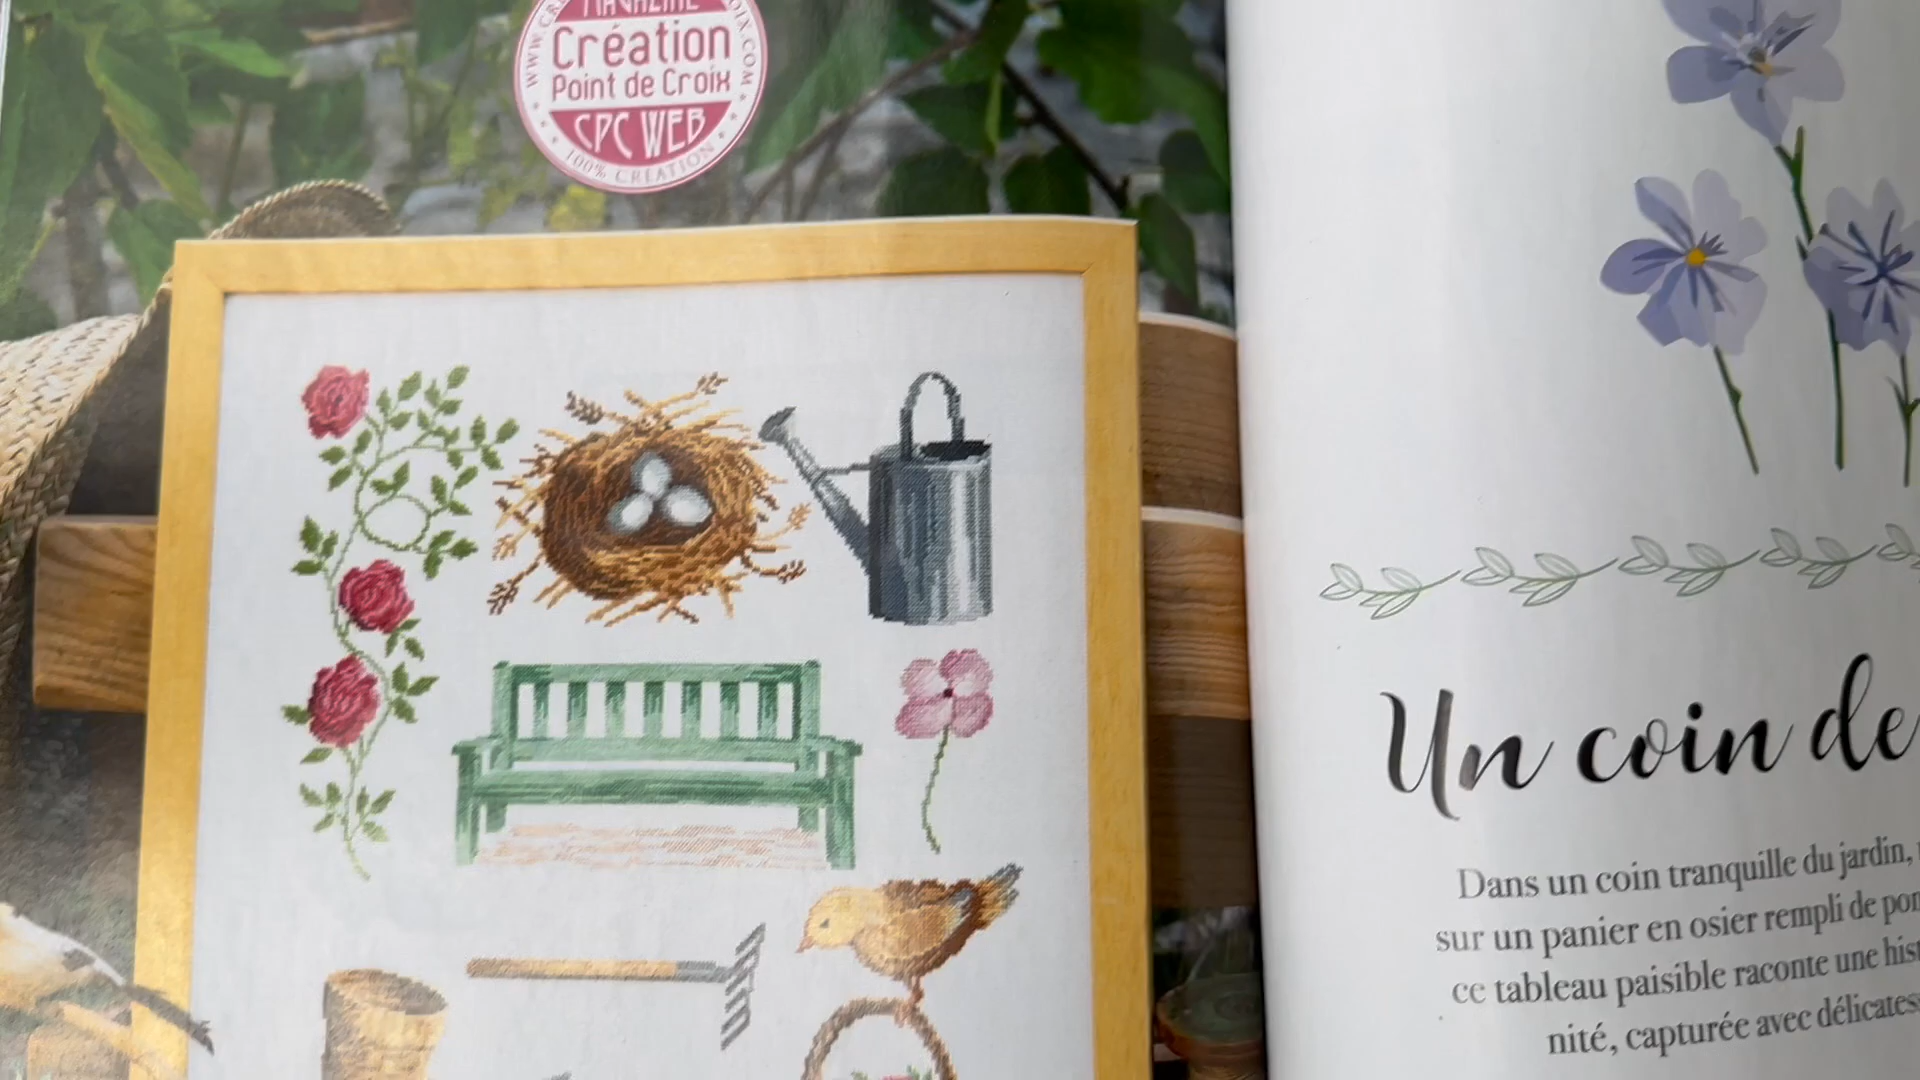 MAGAZINE
Création
Point de Croix
CPC WEB
100% CRÉATION
Un coin de
Dans un coin tranquille du jardin,
sur un panier en osier rempli de
ce tableau paisible raconte une
nité, capturée avec